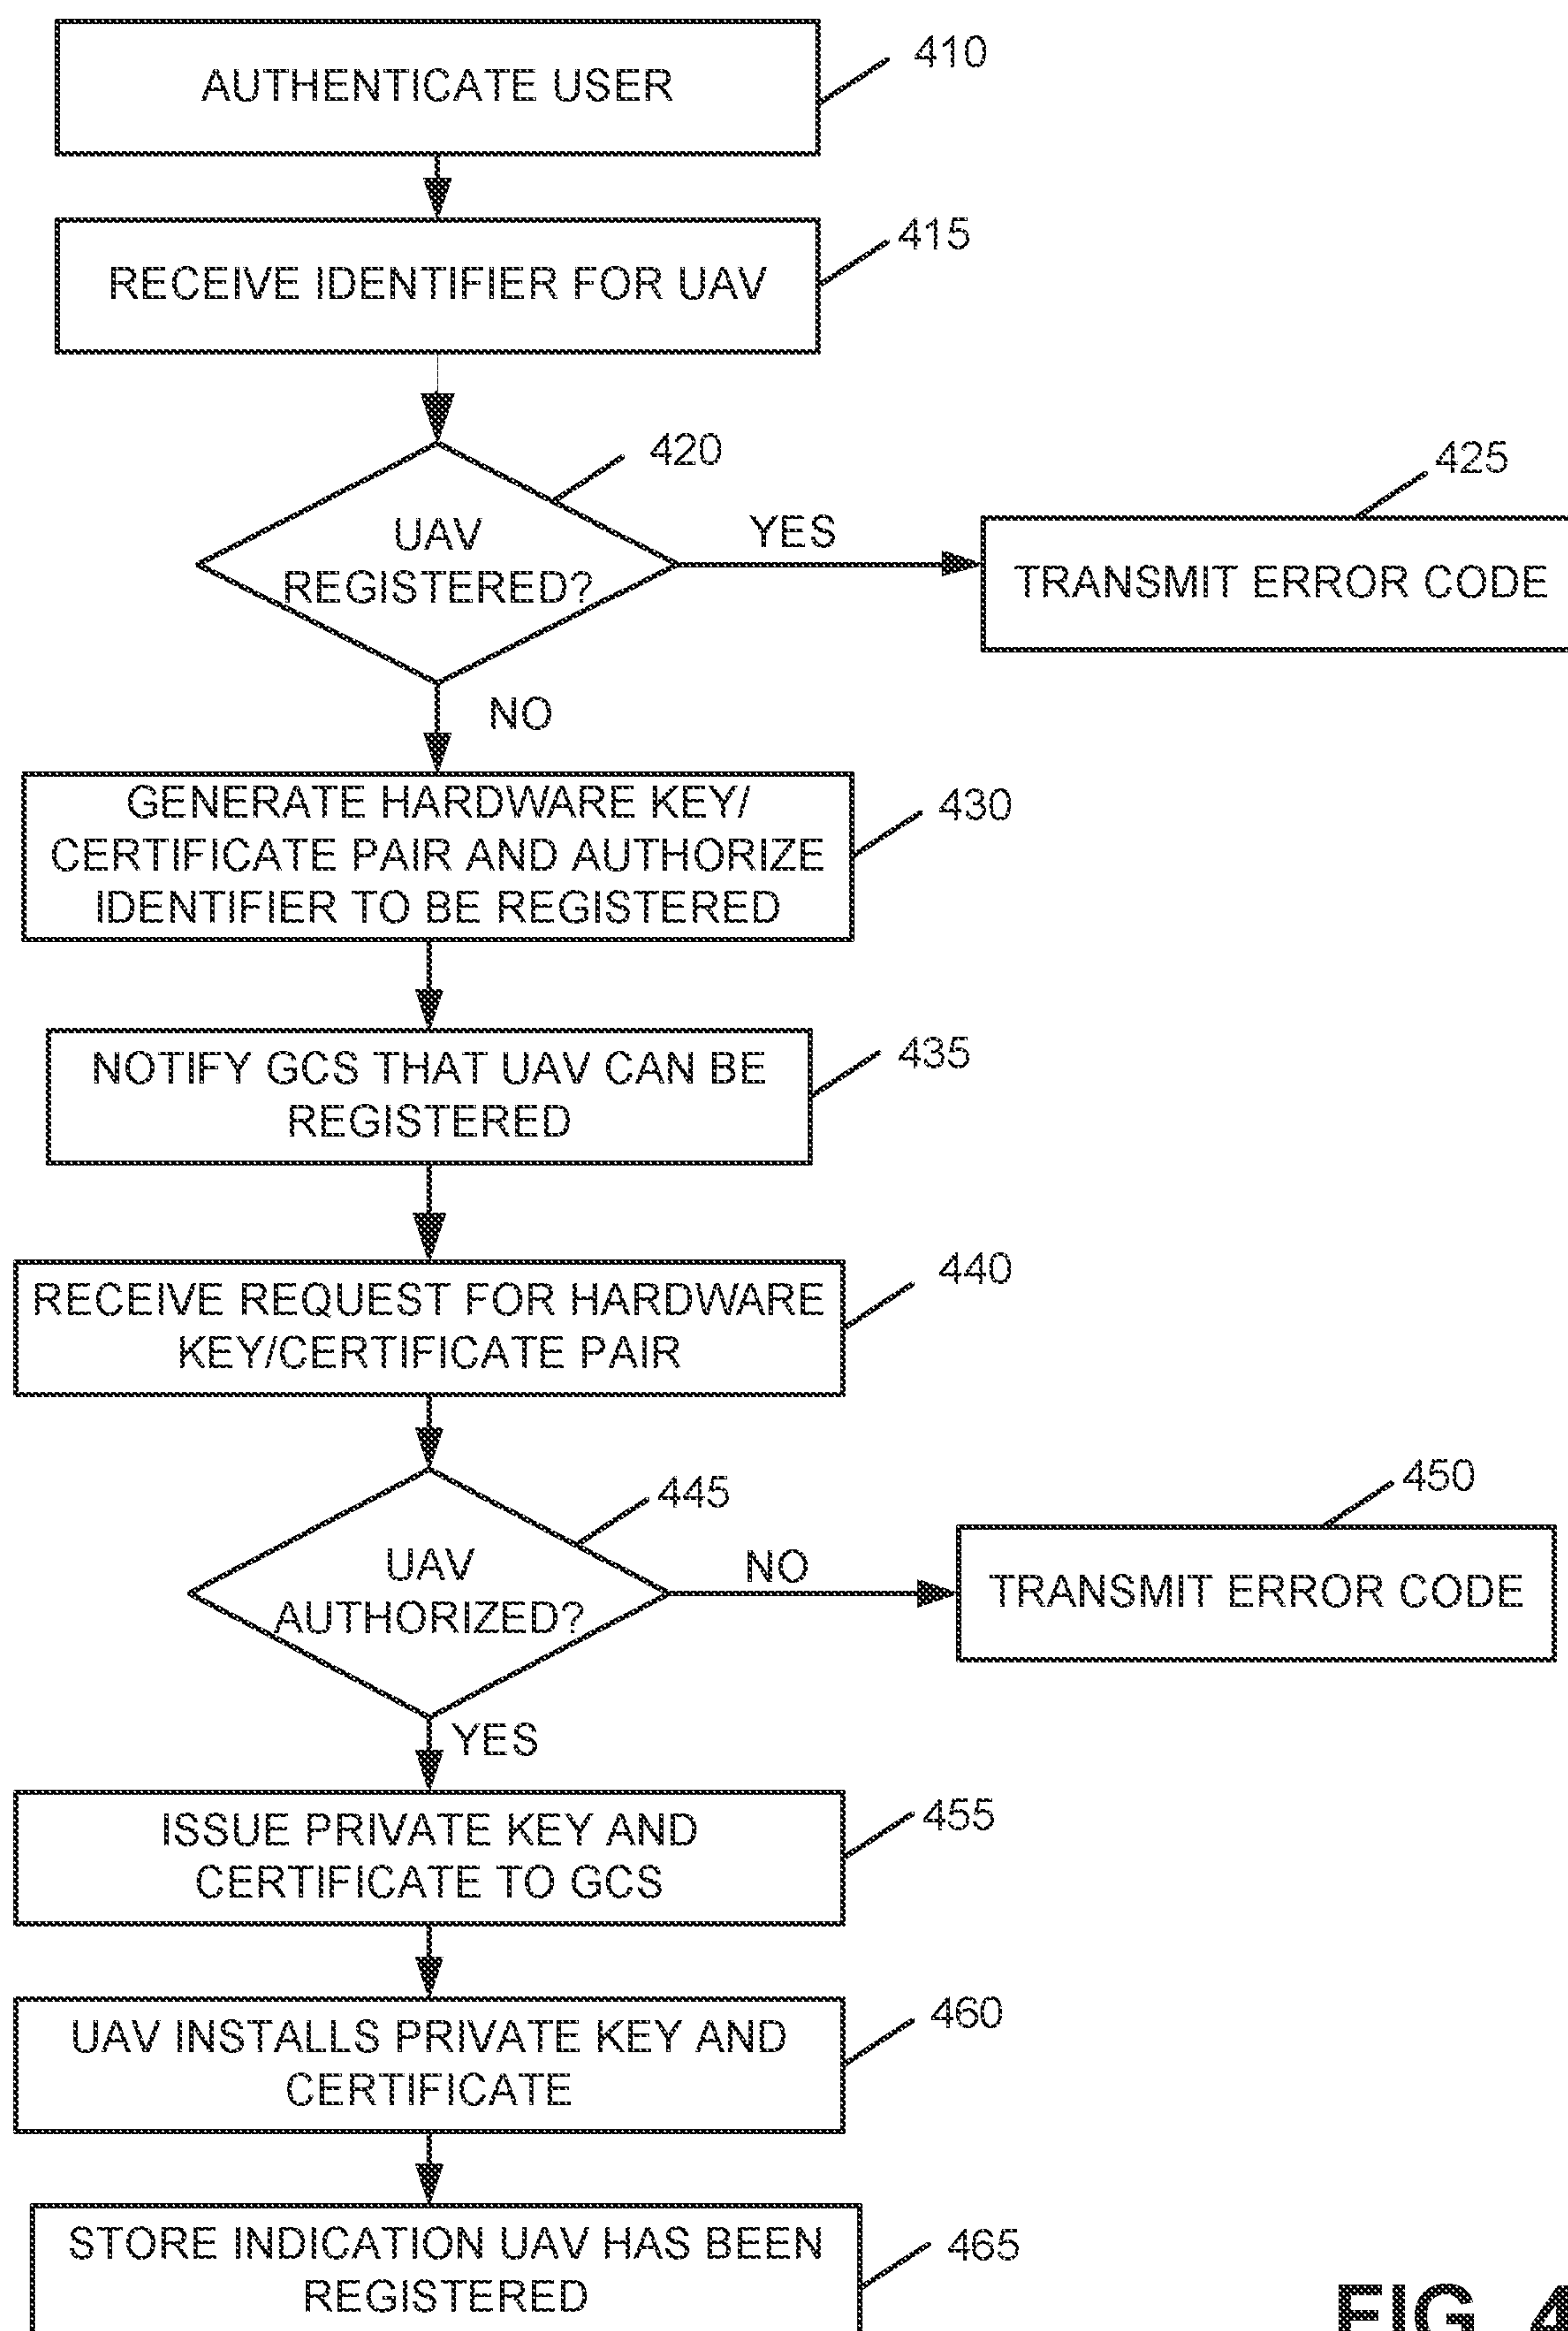 AUTHENTICATE USER
410
RECEIVE IDENTIFIER FOR UAV
415
UAV
REGISTERED?
420
YES
TRANSMIT ERROR CODE
425
NO
GENERATE HARDWARE KEY/
CERTIFICATE PAIR AND AUTHORIZE
IDENTIFIER TO BE REGISTERED
430
NOTIFY GCS THAT UAV CAN BE
REGISTERED
435
RECEIVE REQUEST FOR HARDWARE
KEY/CERTIFICATE PAIR
440
UAV
AUTHORIZED?
445
NO
TRANSMIT ERROR CODE
450
YES
ISSUE PRIVATE KEY AND
CERTIFICATE TO GCS
455
UAV INSTALLS PRIVATE KEY AND
CERTIFICATE
460
STORE INDICATION UAV HAS BEEN
REGISTERED
465
FIG. 4